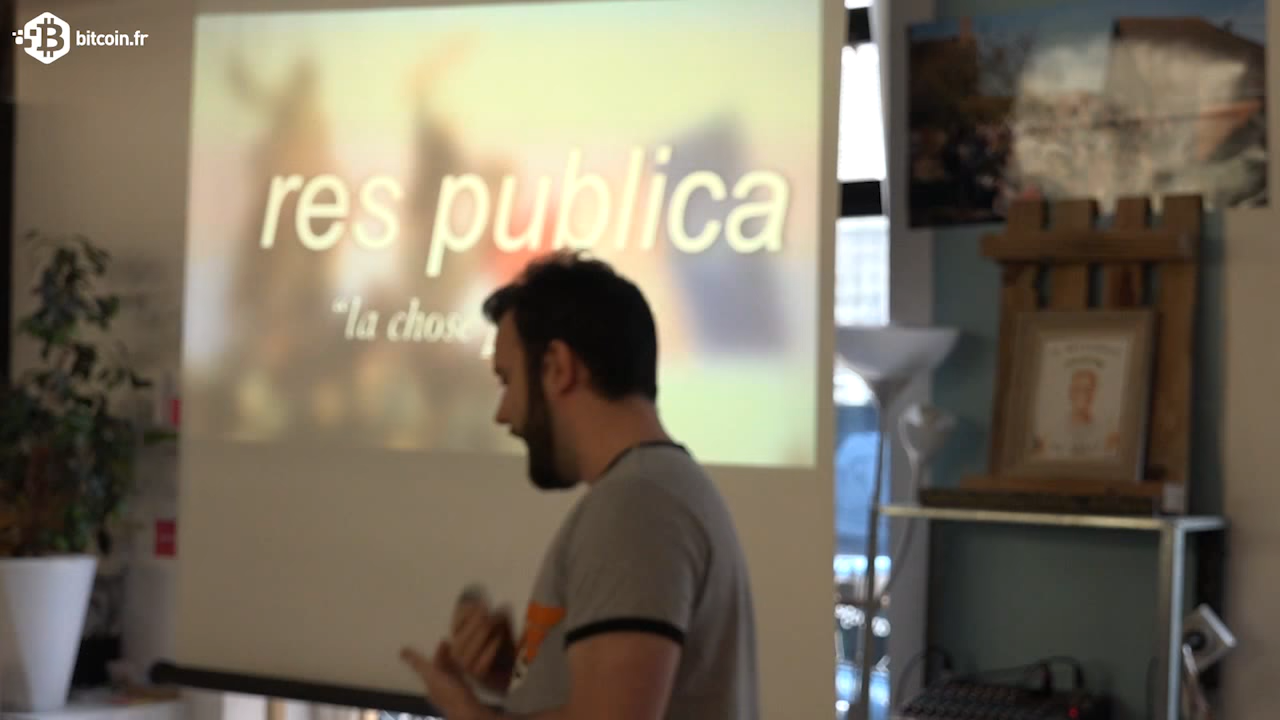 bitcoin.fr
res publica
“la chose